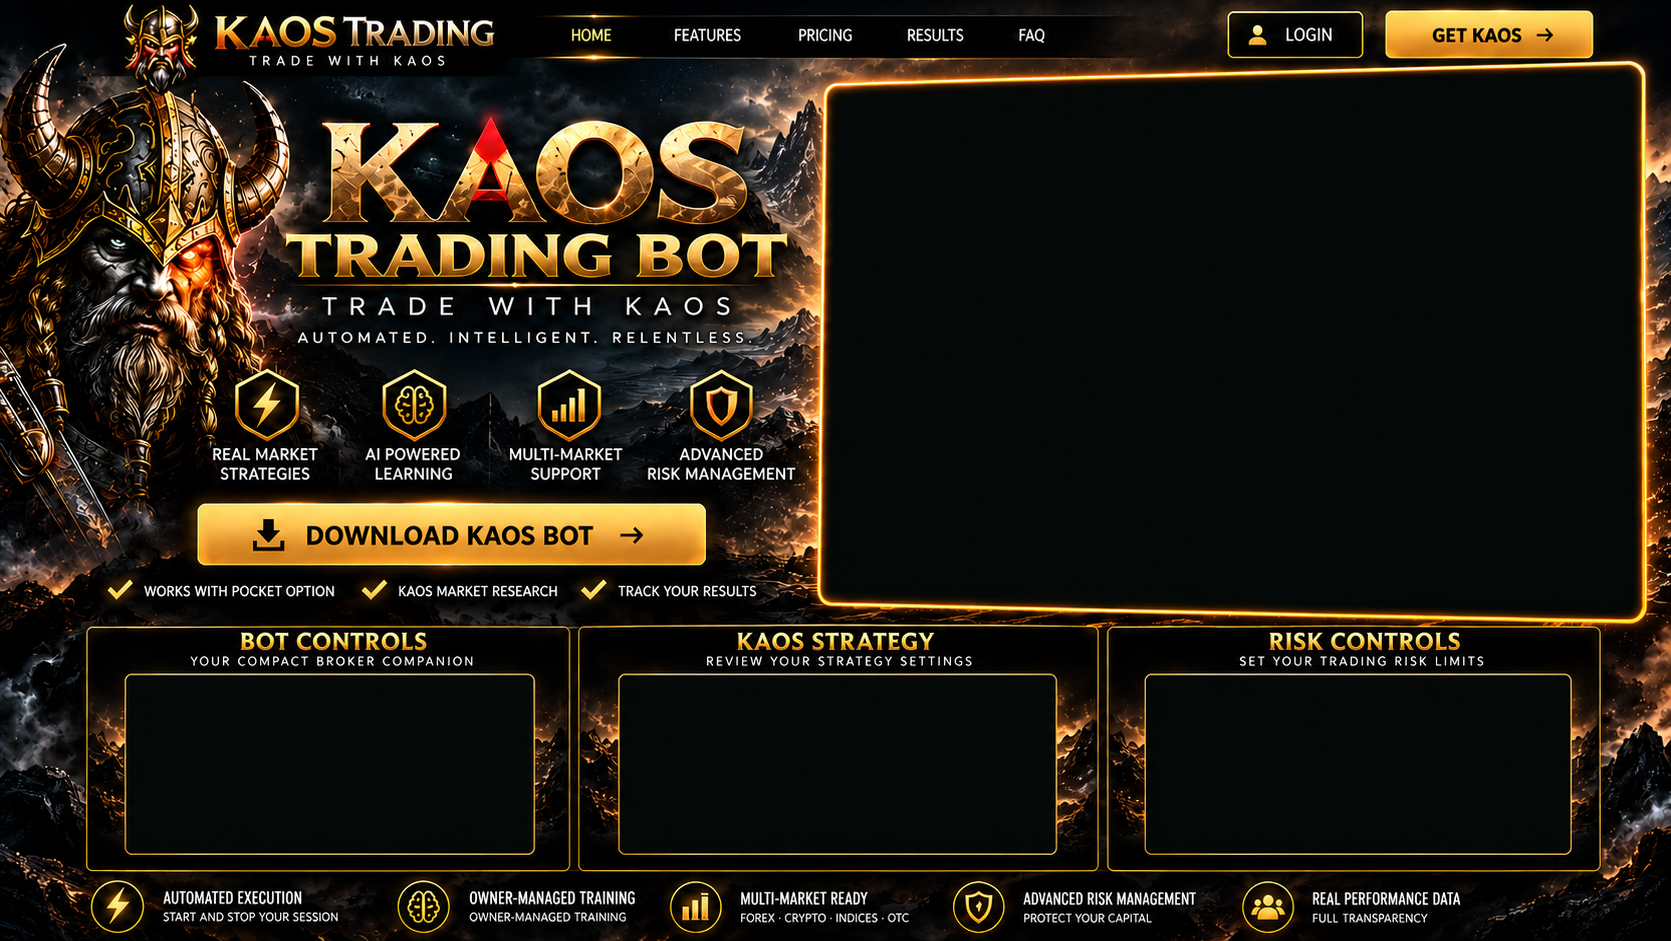 KAOS TRADING
TRADE WITH KAOS
HOME
FEATURES
PRICING
RESULTS
FAQ
LOGIN
GET KAOS
KAOS
TRADING BOT
TRADE WITH KAOS
AUTOMATED. INTELLIGENT. RELENTLESS.
REAL MARKET
STRATEGIES
AI POWERED
LEARNING
MULTI-MARKET
SUPPORT
ADVANCED
RISK MANAGEMENT
DOWNLOAD KAOS BOT
WORKS WITH POCKET OPTION
KAOS MARKET RESEARCH
TRACK YOUR RESULTS
BOT CONTROLS
YOUR COMPACT BROKER COMPANION
KAOS STRATEGY
REVIEW YOUR STRATEGY SETTINGS
RISK CONTROLS
SET YOUR TRADING RISK LIMITS
AUTOMATED EXECUTION
START AND STOP YOUR SESSION
OWNER-MANAGED TRAINING
OWNER-MANAGED TRAINING
MULTI-MARKET READY
FOREX · CRYPTO · INDICES · OTC
ADVANCED RISK MANAGEMENT
PROTECT YOUR CAPITAL
REAL PERFORMANCE DATA
FULL TRANSPARENCY